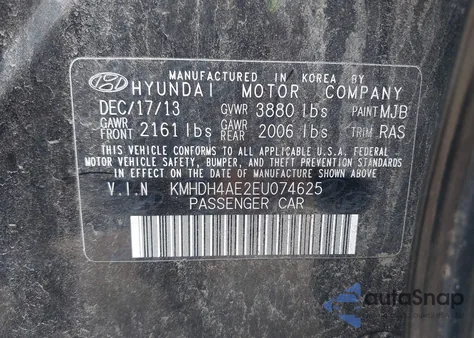 MANUFACTURED IN KOREA BY
HYUNDAI MOTOR COMPANY
DEC/17/13 GVWR 3880 lbs PAINT MJB
GAWR FRONT 2161 lbs GAWR REAR 2006 lbs TRIM RAS
THIS VEHICLE CONFORMS TO ALL APPLICABLE U.S.A. FEDERAL
MOTOR VEHICLE SAFETY, BUMPER, AND THEFT PREVENTION STANDARDS
IN EFFECT ON THE DATE OF MANUFACTURE SHOWN ABOVE.
V.I.N KMHDH4AE2EU074625
PASSENGER CAR
autoSnap